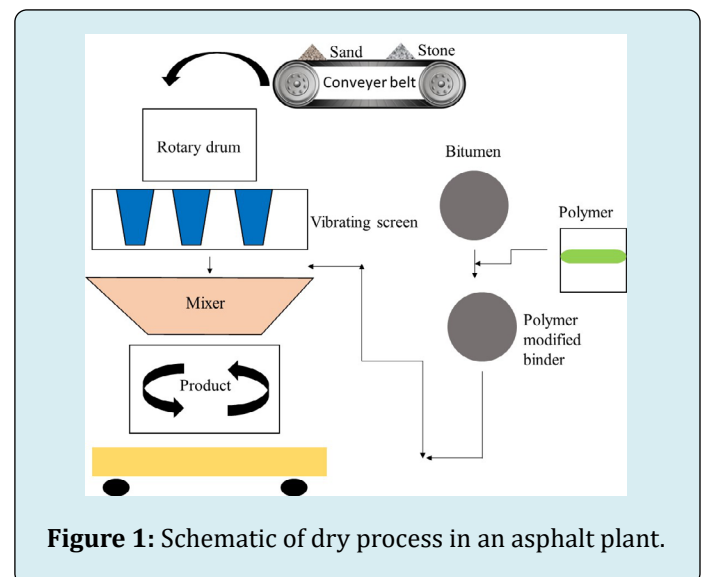 Sand
Stone
Conveyer belt
Rotary drum
Bitumen
Polymer
Vibrating screen
Mixer
Polymer
modified
binder
Product
Figure 1: Schematic of dry process in an asphalt plant.